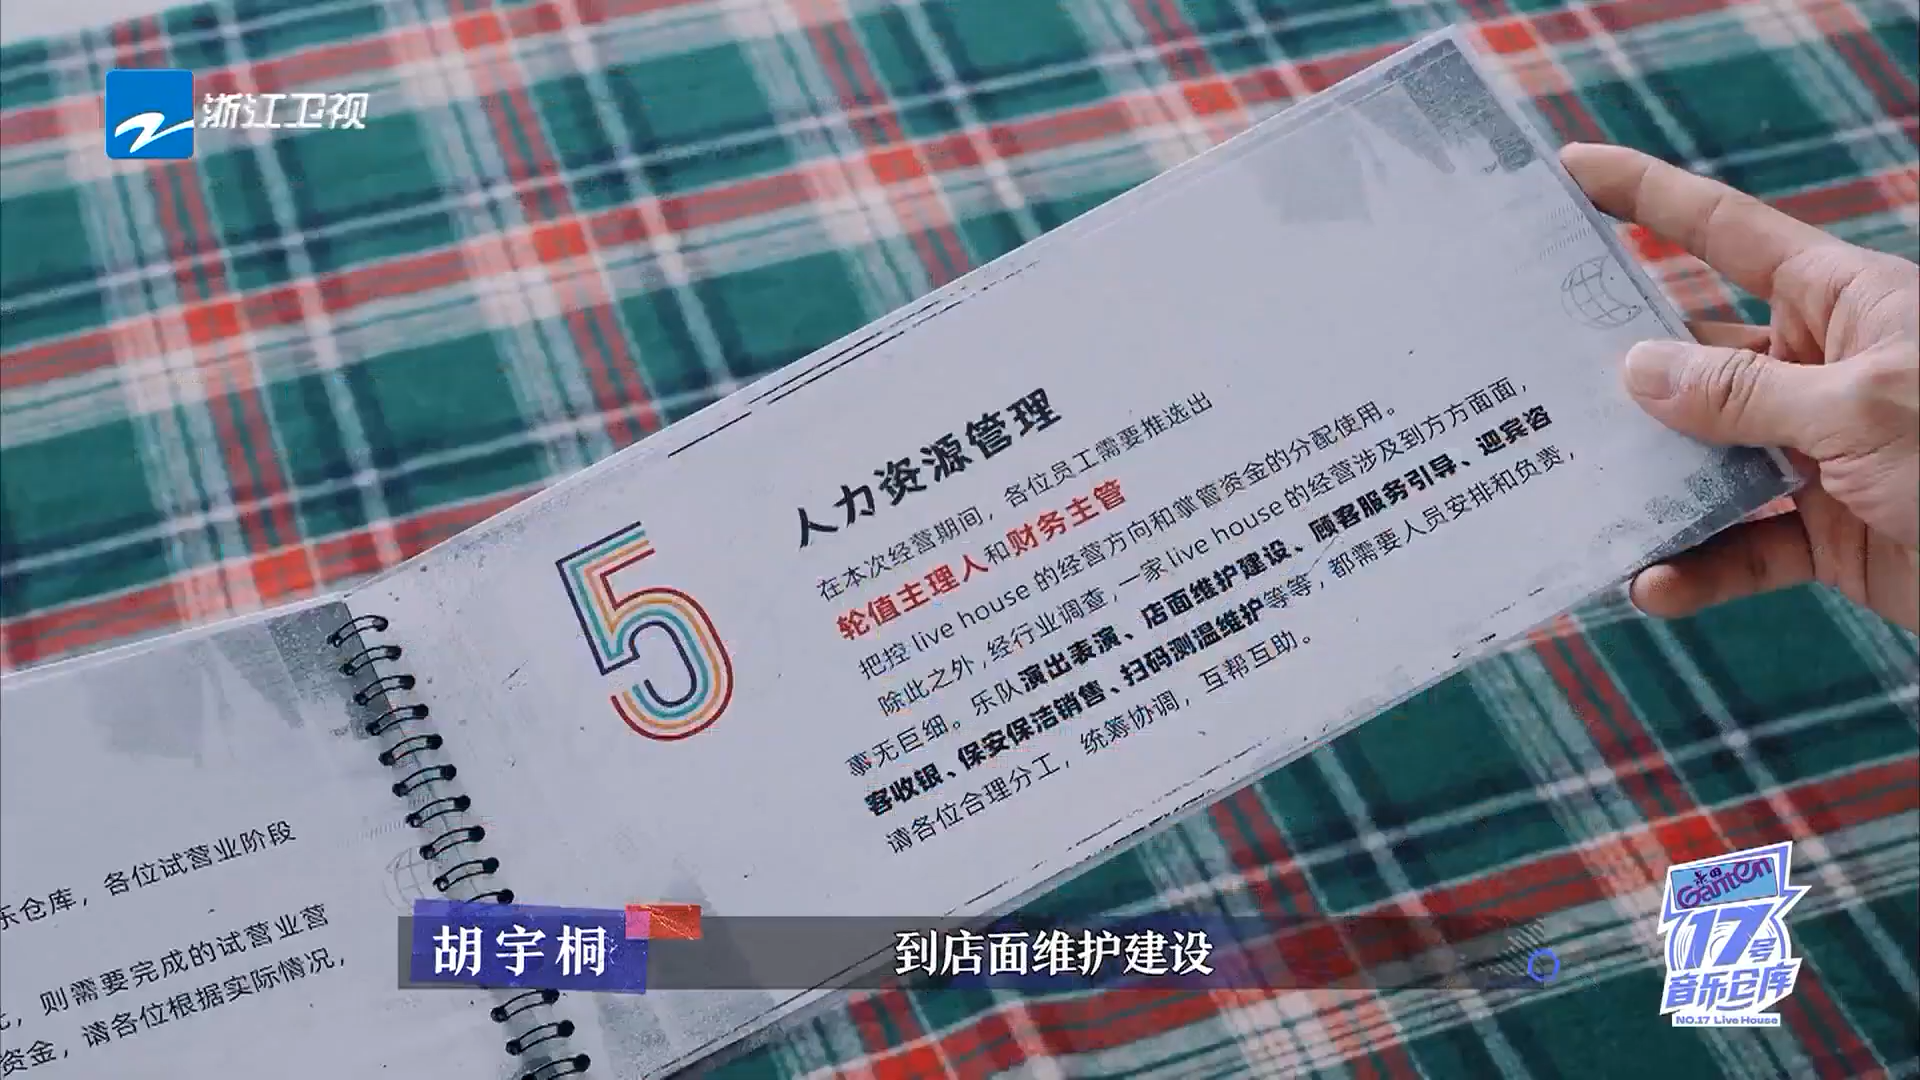 浙江卫视
5
人力资源管理
在本次经营期间，各位员工需要推选出
轮值主理人和财务主管
把控 live house 的经营方向和掌管资金的分配使用。
除此之外，经行业调查，一家 live house 的经营涉及到方方面面，
事无巨细。乐队演出表演、店面维护建设、顾客服务引导、迎宾咨
客收银、保安保洁销售、扫码测温维护等等，都需要人员安排和负责，
请各位合理分工，统筹协调，互帮互助。
乐仓库，各位试营业阶段
，则需要完成的试营业营
资金，请各位根据实际情况，
胡宇桐
到店面维护建设
Ganten
17号
音乐仓库
NO.17 Live House